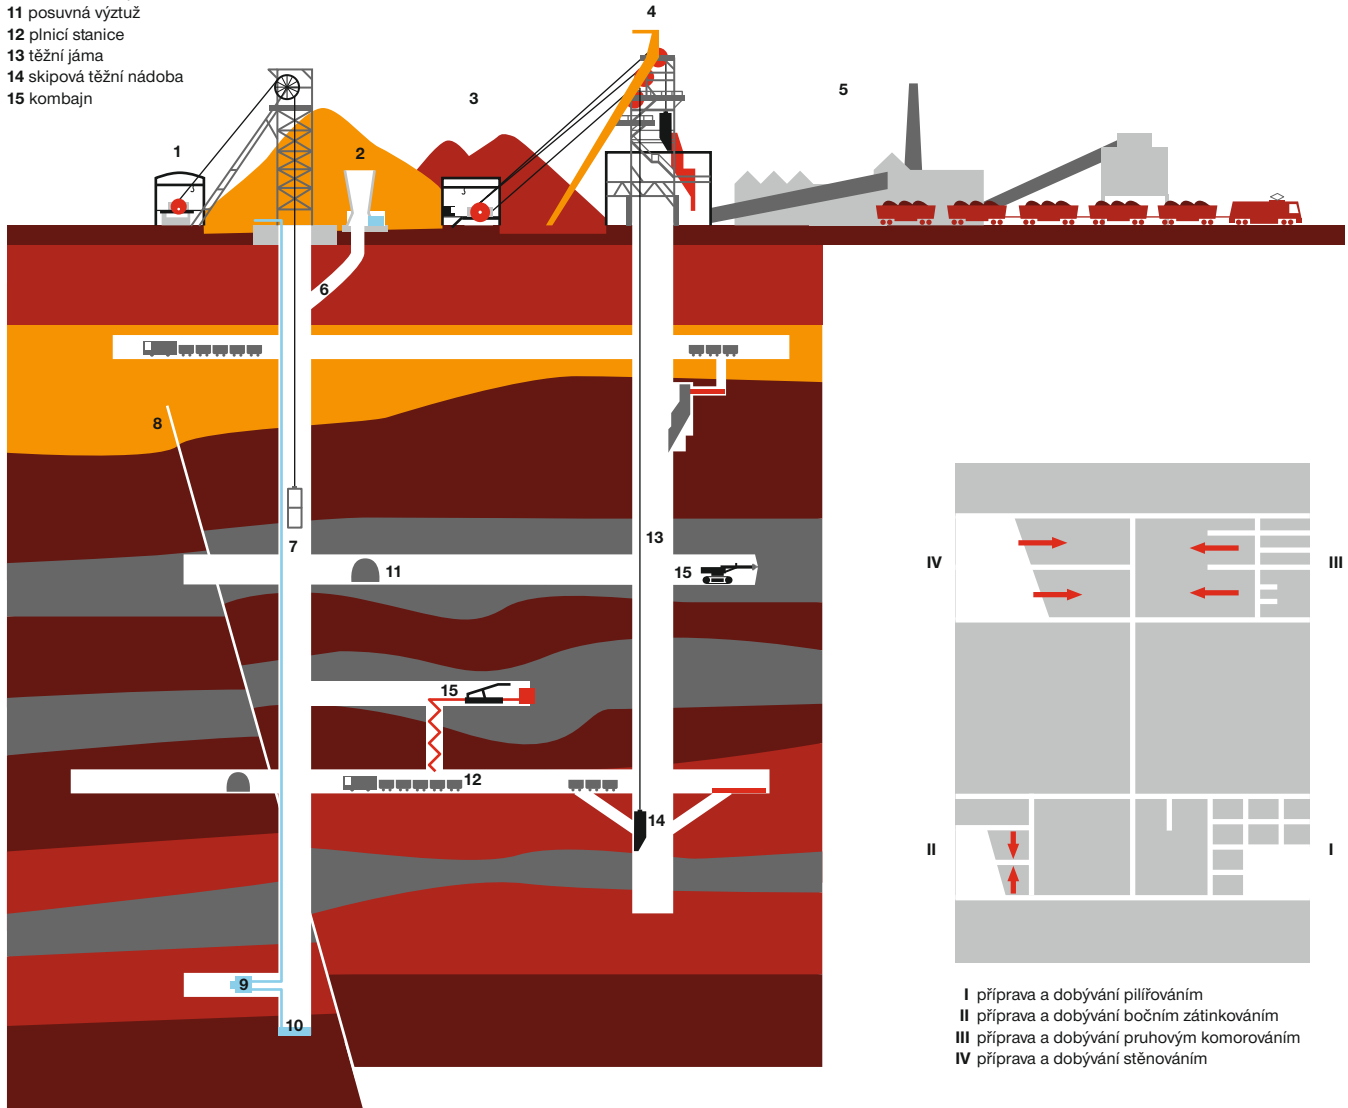 11 posuvná výztuž
12 plnicí stanice
13 těžní jáma
14 skipová těžní nádoba
15 kombajn
1
2
3
4
5
6
7
8
9
10
11
12
13
14
15
15
IV
III
II
I
I příprava a dobývání pilířováním
II příprava a dobývání bočním zátinkováním
III příprava a dobývání pruhovým komorováním
IV příprava a dobývání stěnováním